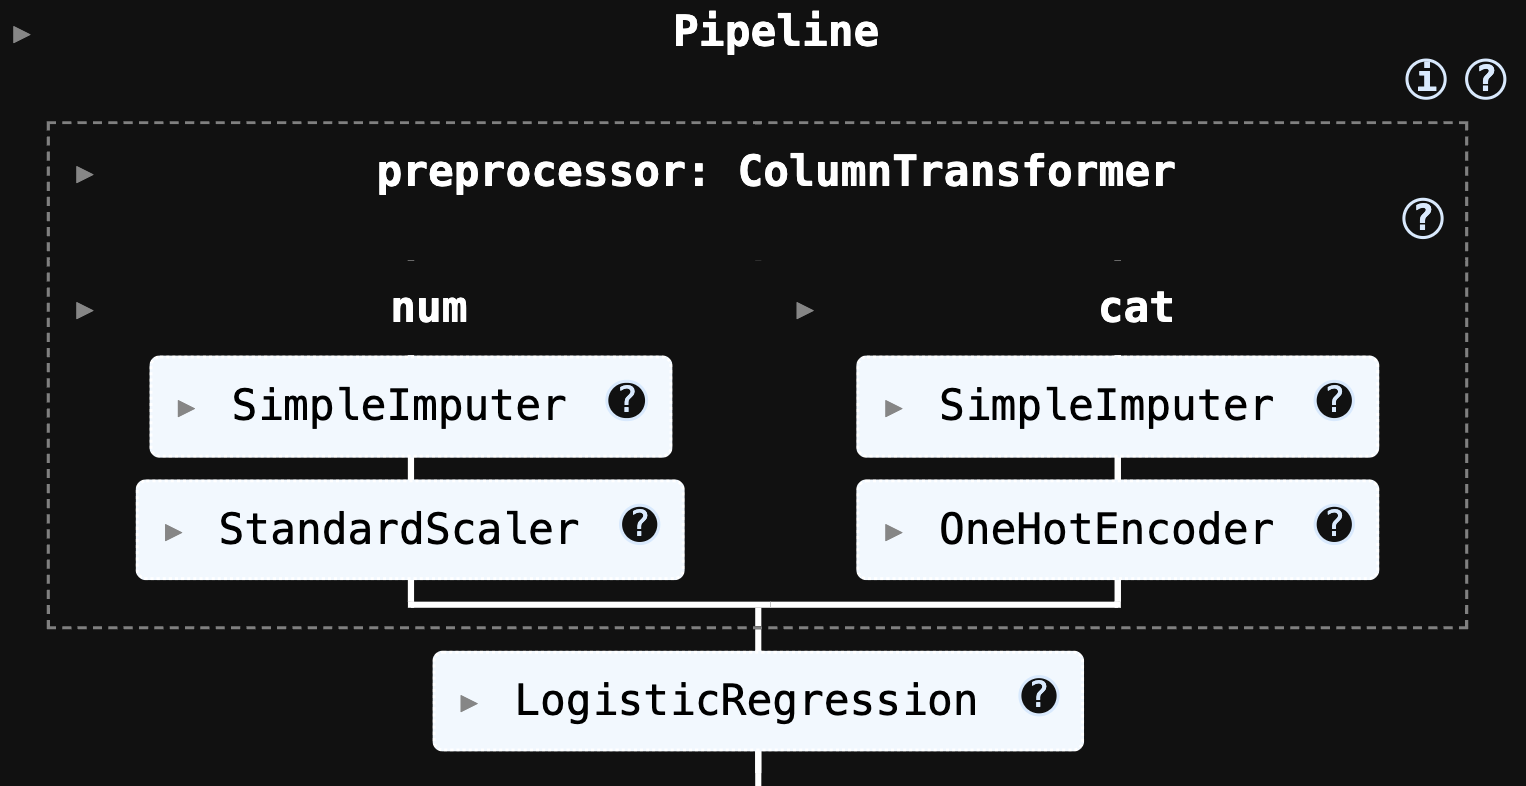 Pipeline
i ?
preprocessor: ColumnTransformer
?
num cat
SimpleImputer ? SimpleImputer ?
StandardScaler ? OneHotEncoder ?
LogisticRegression ?